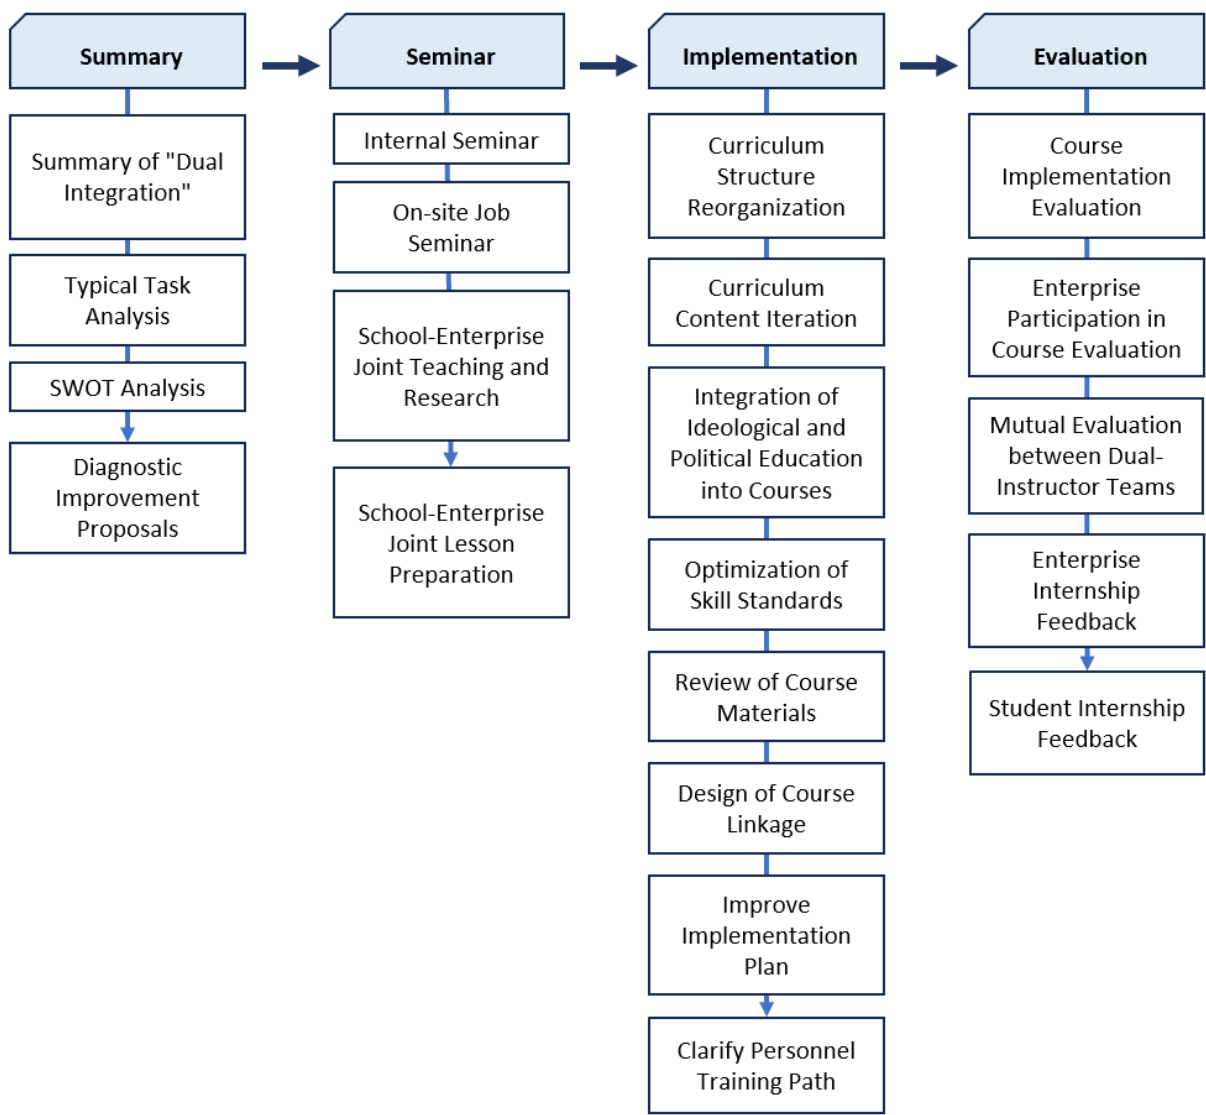 Summary
Summary of "Dual
Integration"
Typical Task
Analysis
SWOT Analysis
Diagnostic
Improvement
Proposals
Seminar
Internal Seminar
On-site Job
Seminar
School-Enterprise
Joint Teaching and
Research
School-Enterprise
Joint Lesson
Preparation
Implementation
Curriculum
Structure
Reorganization
Curriculum
Content Iteration
Integration of
Ideological and
Political Education
into Courses
Optimization of
Skill Standards
Review of Course
Materials
Design of Course
Linkage
Improve
Implementation
Plan
Clarify Personnel
Training Path
Evaluation
Course
Implementation
Evaluation
Enterprise
Participation in
Course Evaluation
Mutual Evaluation
between Dual-
Instructor Teams
Enterprise
Internship
Feedback
Student Internship
Feedback